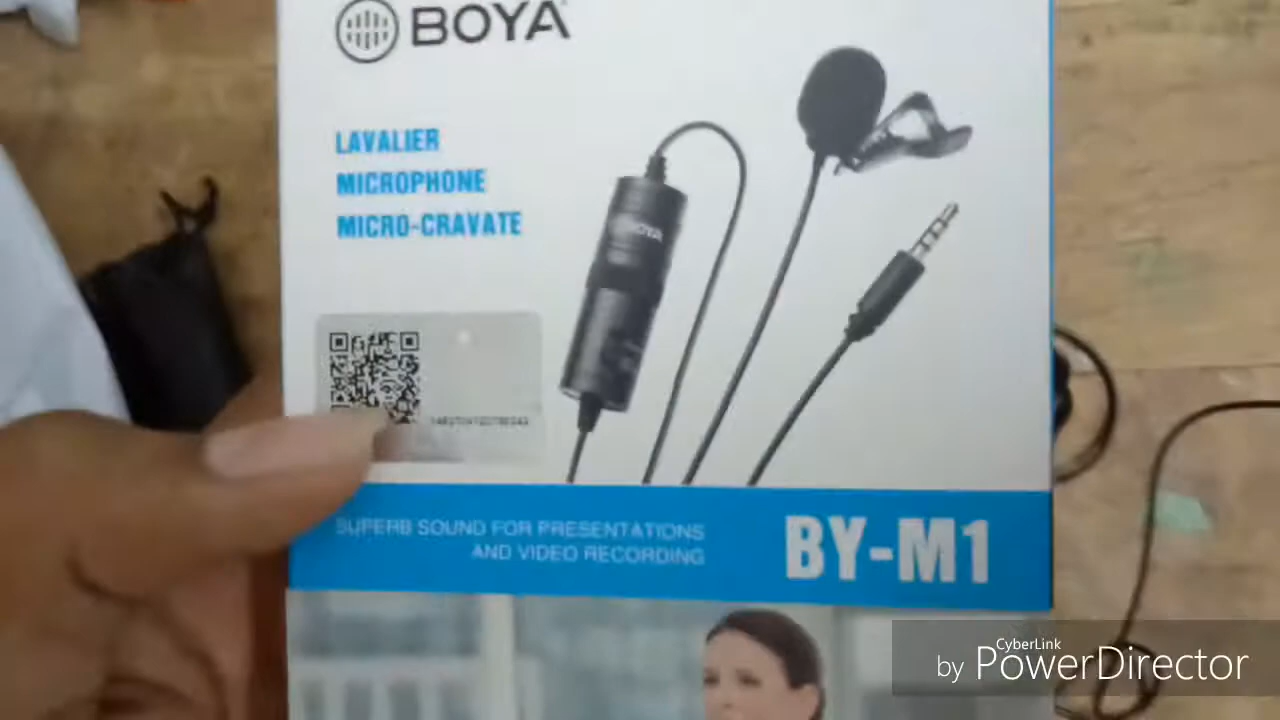 BOYA
LAVALIER
MICROPHONE
MICRO-CRAVATE
BOYA
SUPERB SOUND FOR PRESENTATIONS
AND VIDEO RECORDING
BY-M1
CyberLink
by PowerDirector